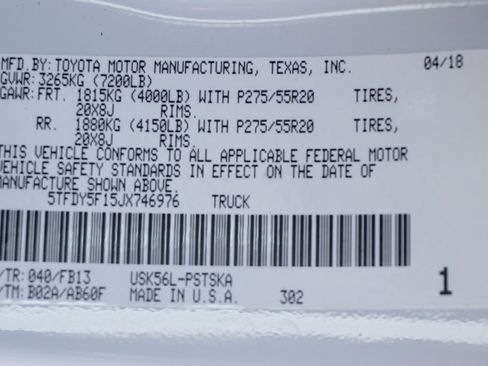 MFD. BY: TOYOTA MOTOR MANUFACTURING, TEXAS, INC. 04/18
GVWR: 3265KG (7200LB)
GAWR: FRT. 1815KG (4000LB) WITH P275/55R20 TIRES,
20X8J RIMS.
RR. 1880KG (4150LB) WITH P275/55R20 TIRES,
20X8J RIMS.
THIS VEHICLE CONFORMS TO ALL APPLICABLE FEDERAL MOTOR
VEHICLE SAFETY STANDARDS IN EFFECT ON THE DATE OF
MANUFACTURE SHOWN ABOVE.
5TFDY5F15JX746976 TRUCK
/TR: 040/FB13 USK56L-PSTSKA 1
/TM: B02A/AB60F MADE IN U.S.A. 302